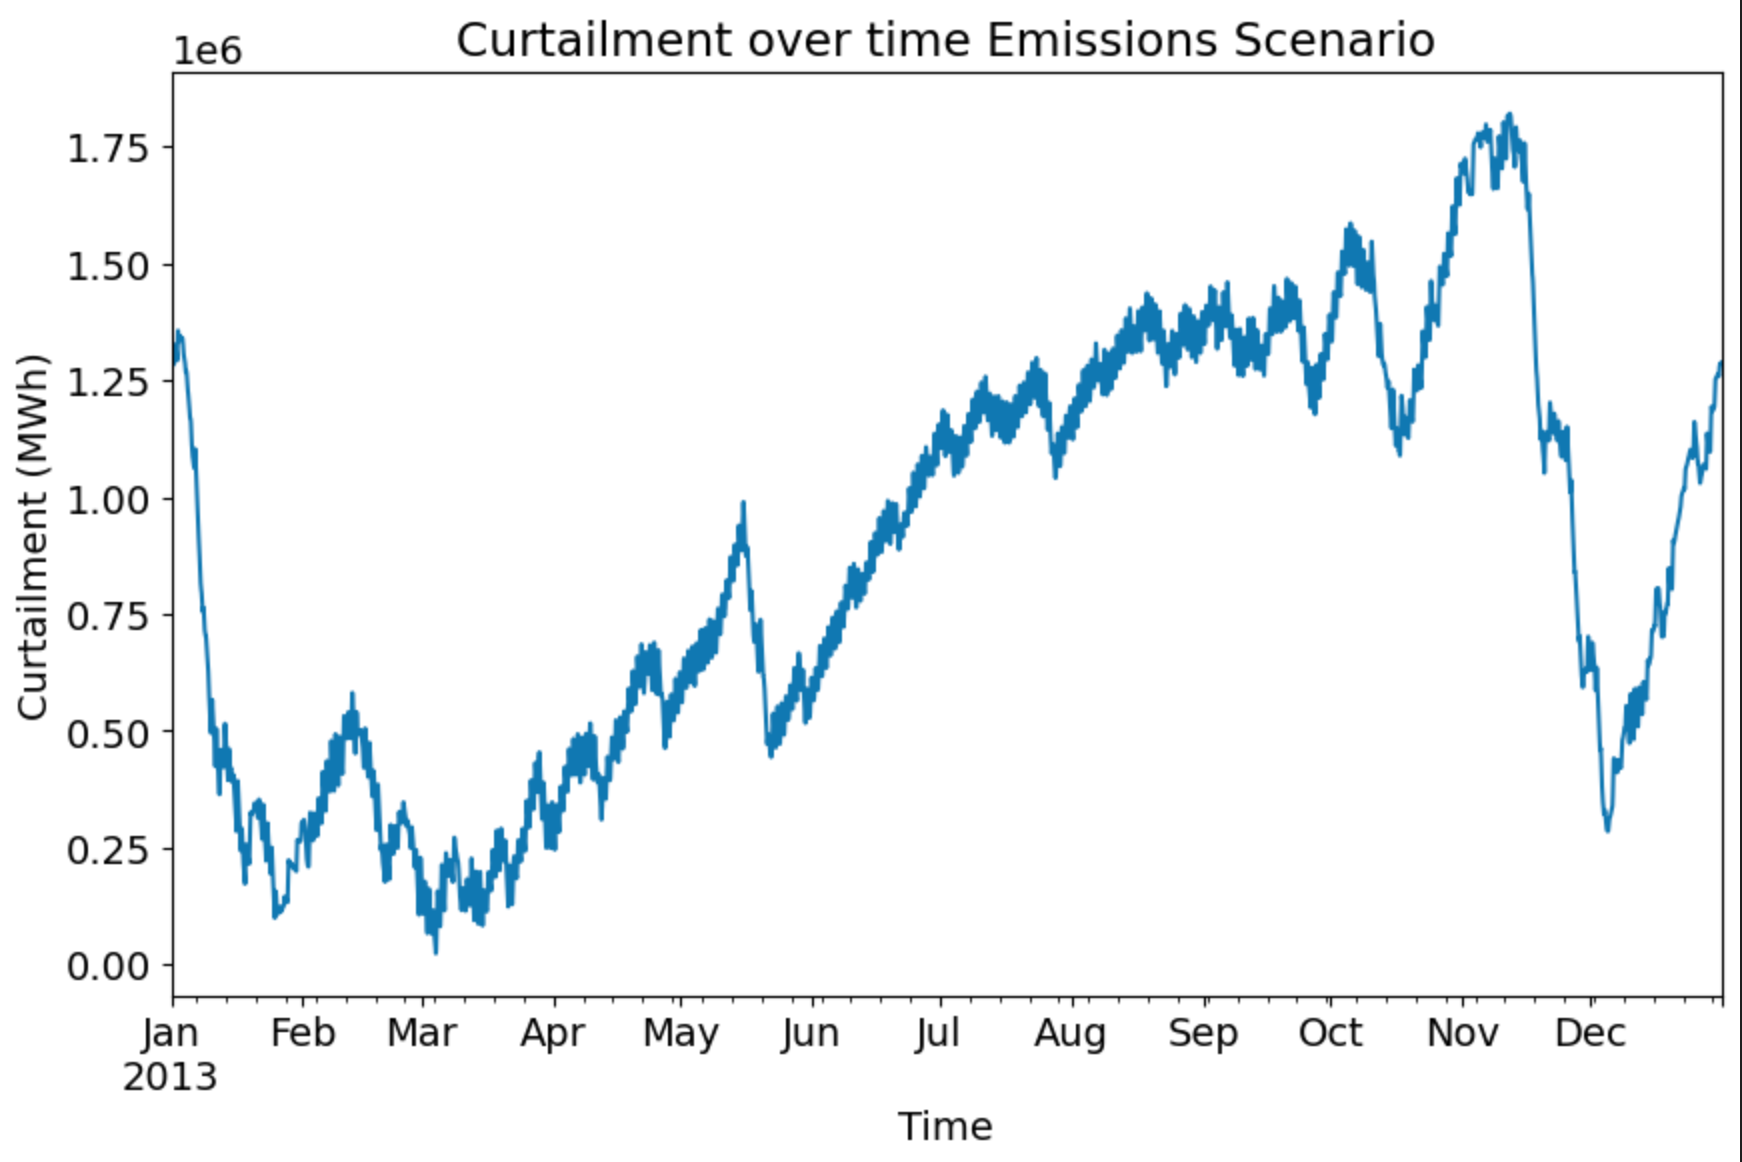 Curtailment over time Emissions Scenario
1e6
1.75
1.50
1.25
1.00
0.75
0.50
0.25
0.00
Curtailment (MWh)
Jan Feb Mar Apr May Jun Jul Aug Sep Oct Nov Dec
2013
Time